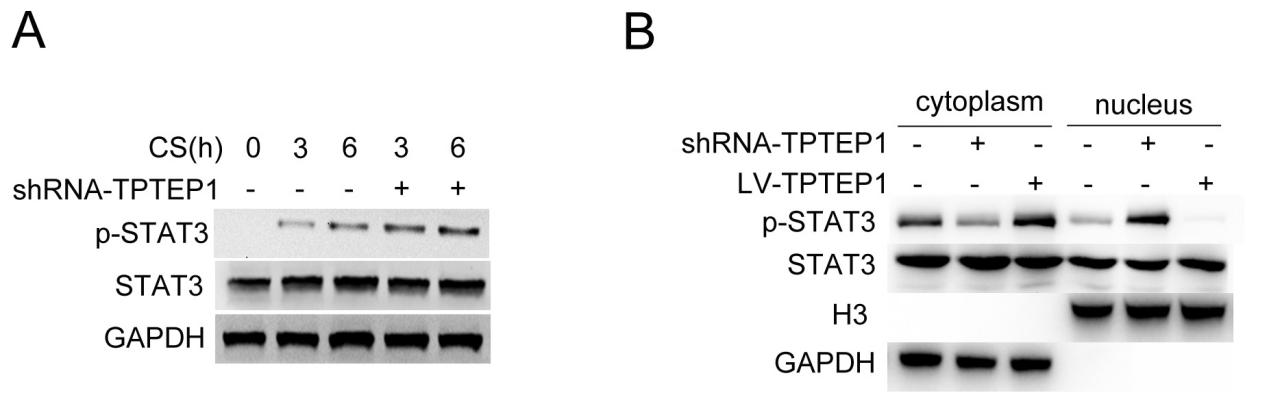 A
CS(h) 0 3 6 3 6
shRNA-TPTEP1 - - - + +
p-STAT3
STAT3
GAPDH
B
cytoplasm nucleus
shRNA-TPTEP1 - + - - + -
LV-TPTEP1 - - + - - +
p-STAT3
STAT3
H3
GAPDH